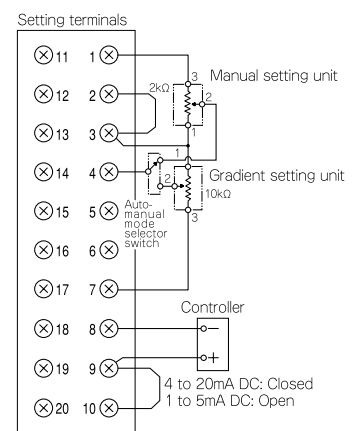 Setting terminals
11 1
3
Manual setting unit
12 2
2kΩ
2
13 3
1
1
14 4
Gradient setting unit
2
10kΩ
15 5
Auto-
manual
mode
selector
switch
3
16 6
17 7
Controller
18 8
−
19 9
+
4 to 20mA DC: Closed
1 to 5mA DC: Open
20 10